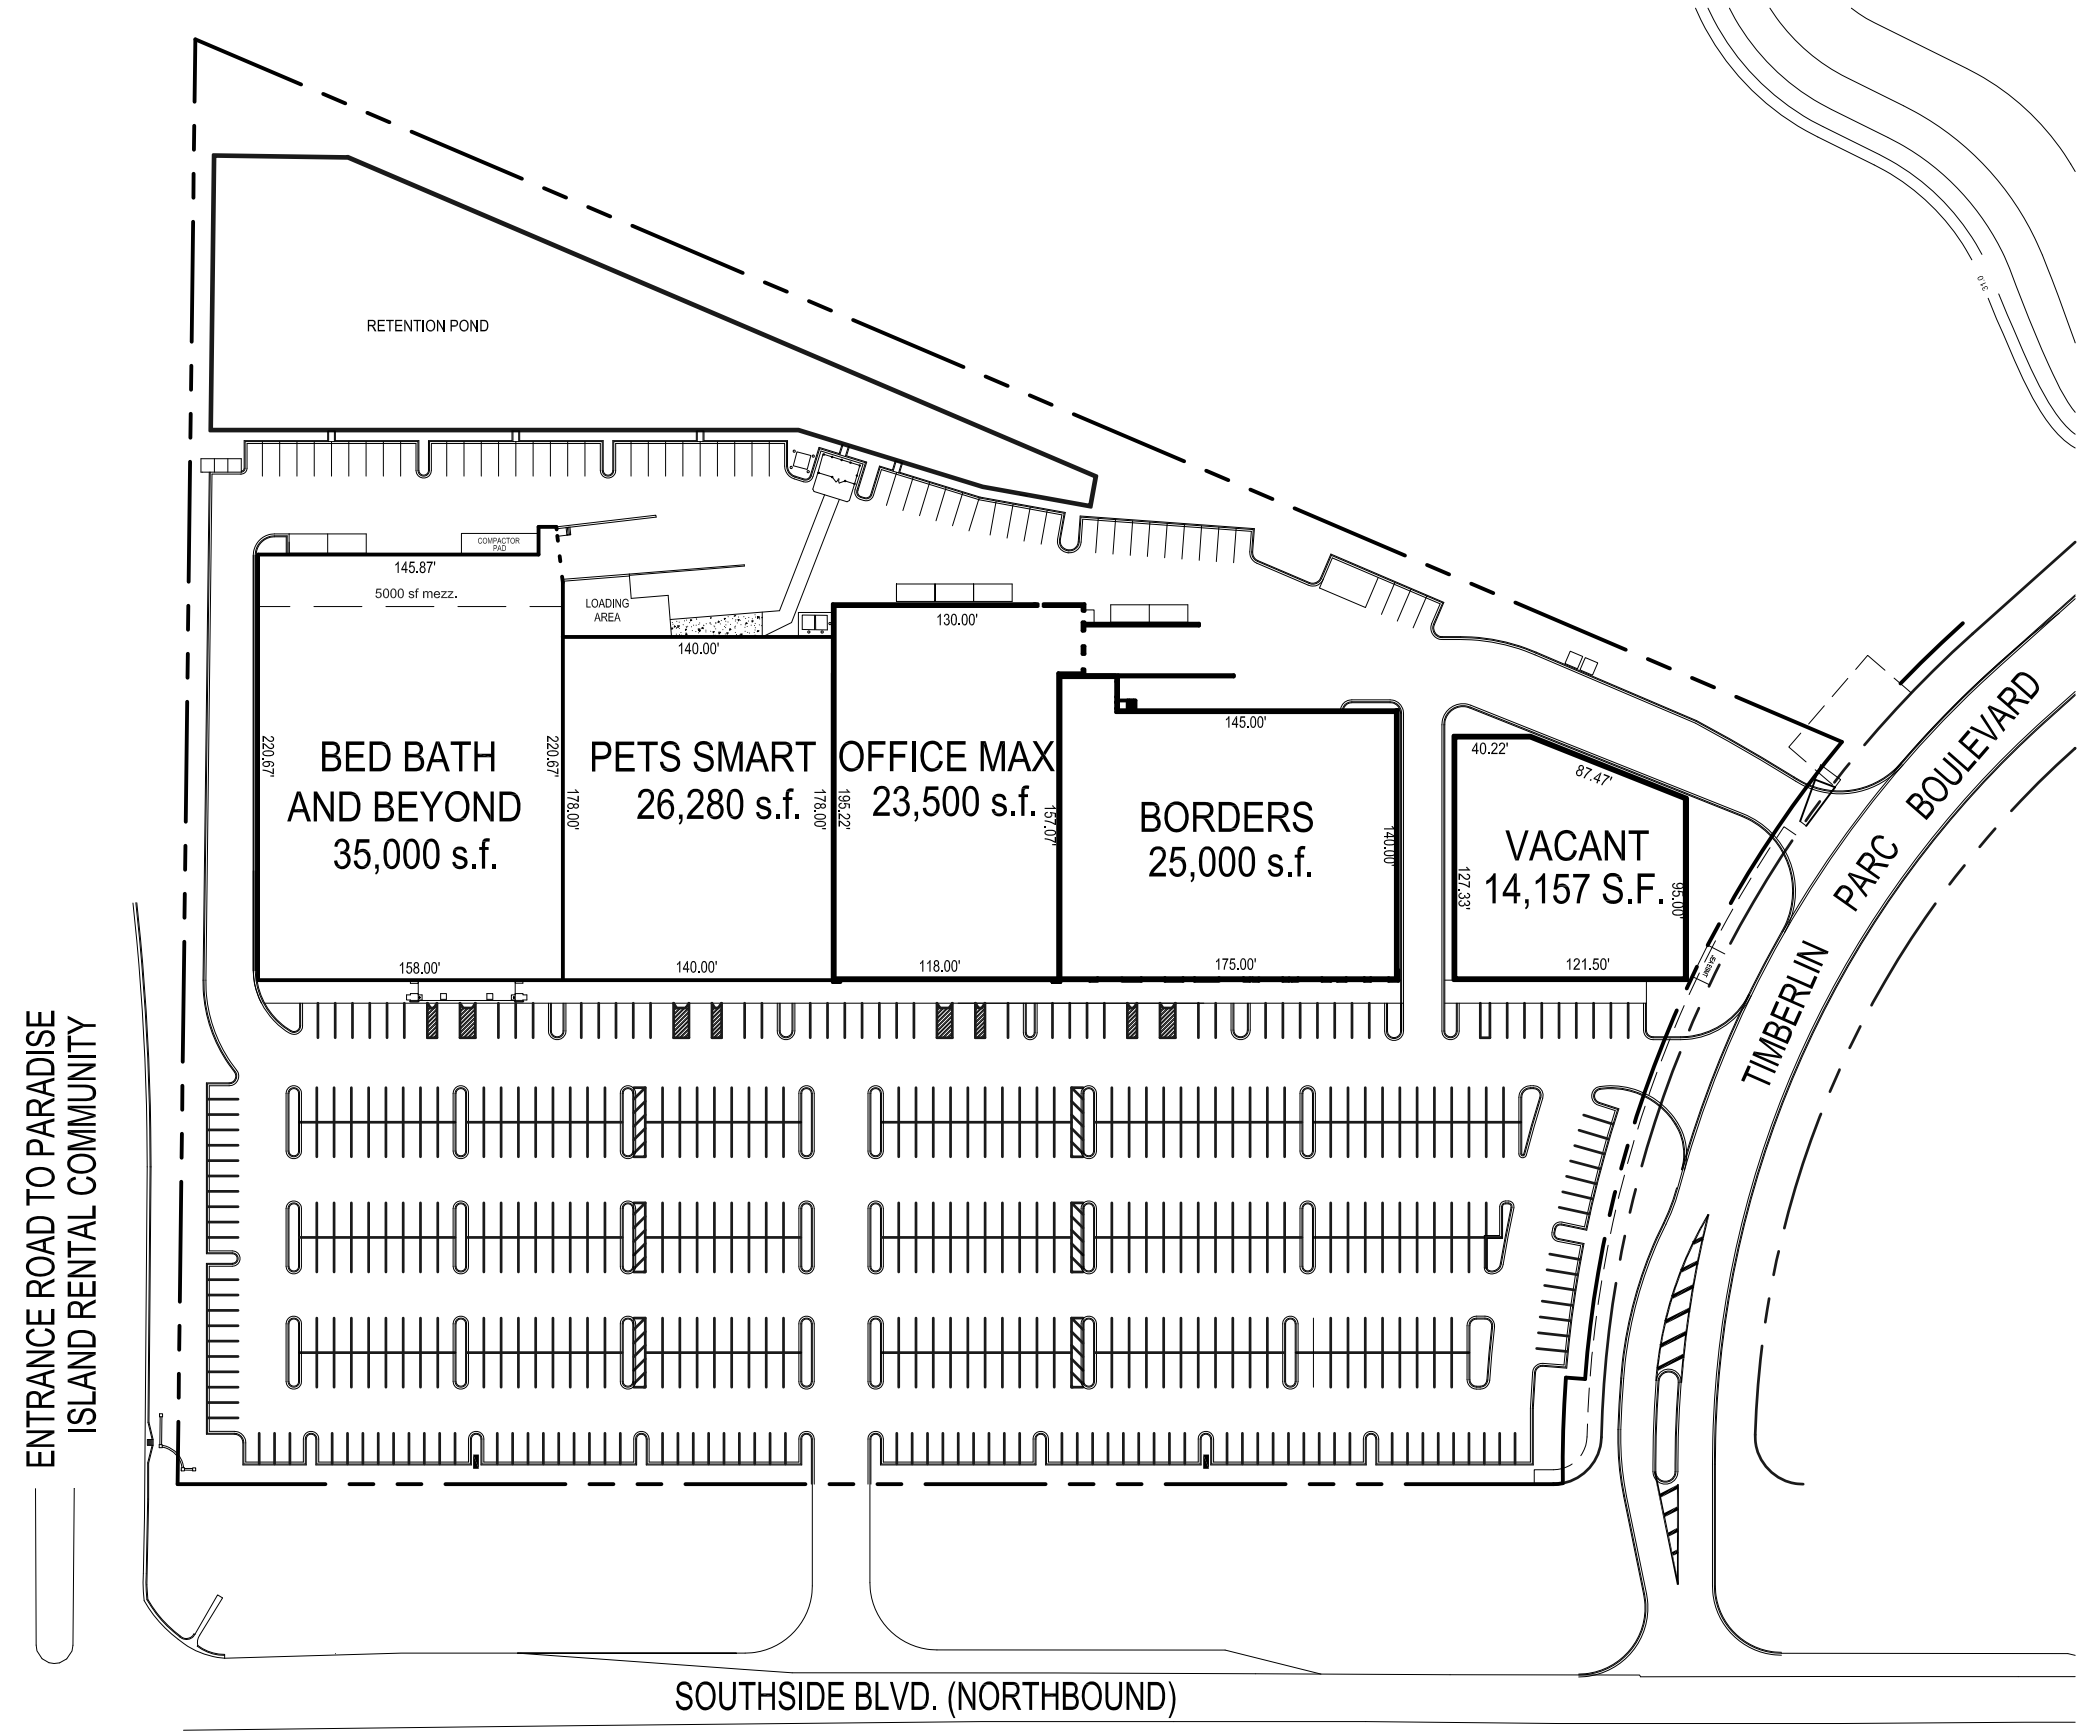 31.0
RETENTION POND
COMPACTOR
PAD
145.87'
5000 sf mezz.
LOADING
AREA
130.00'
140.00'
145.00'
40.22'
87.47'
220.67'
220.67'
BED BATH
AND BEYOND
35,000 s.f.
178.00'
PETS SMART
26,280 s.f.
178.00'
195.22'
OFFICE MAX
23,500 s.f.
157.07'
BORDERS
25,000 s.f.
140.00'
127.33'
VACANT
14,157 S.F.
95.00'
158.00'
140.00'
118.00'
175.00'
121.50'
TIMBERLIN PARC BOULEVARD
ENTRANCE ROAD TO PARADISE
ISLAND RENTAL COMMUNITY
SOUTHSIDE BLVD. (NORTHBOUND)